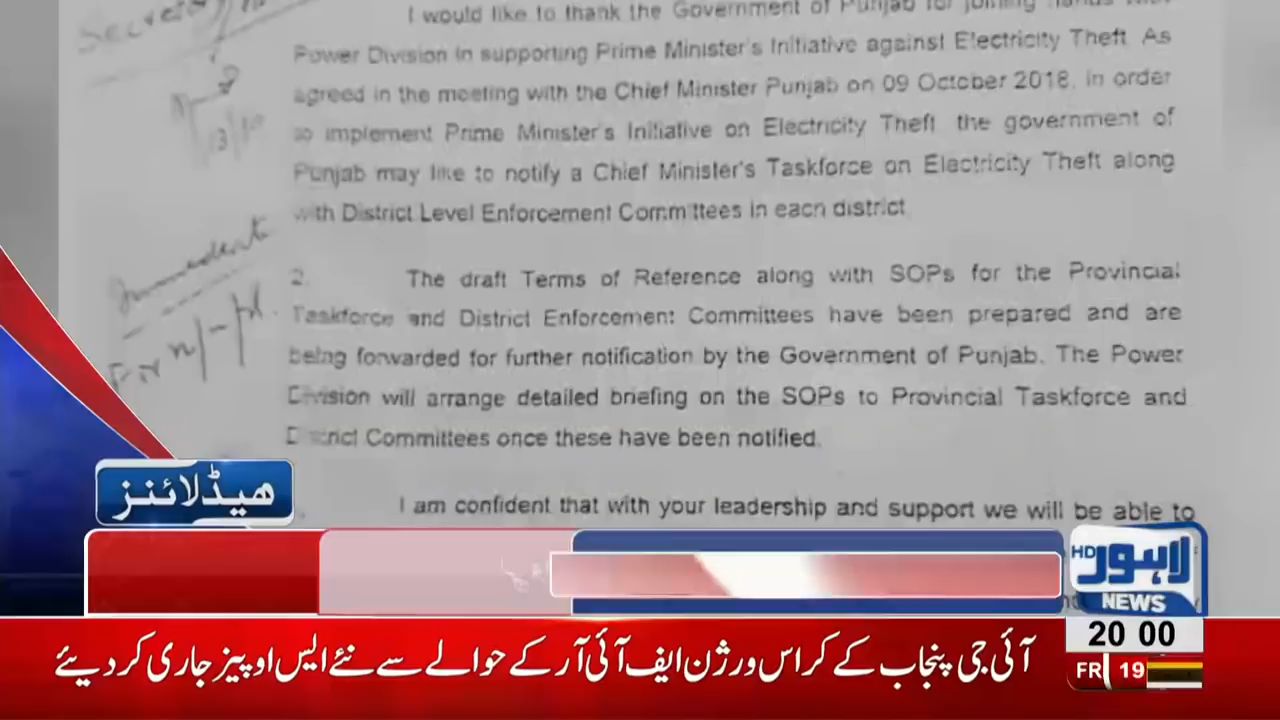 I would like to thank the Government of Punjab for joining hands with
Power Division in supporting Prime Minister's Initiative against Electricity Theft. As
agreed in the meeting with the Chief Minister Punjab on 09 October 2018, in order
to implement Prime Minister's Initiative on Electricity Theft the government of
Punjab may like to notify a Chief Minister's Taskforce on Electricity Theft along
with District Level Enforcement Committees in each district
2. The draft Terms of Reference along with SOPs for the Provincial
Taskforce and District Enforcement Committees have been prepared and are
being forwarded for further notification by the Government of Punjab. The Power
Division will arrange detailed briefing on the SOPs to Provincial Taskforce and
District Committees once these have been notified.
I am confident that with your leadership and support we will be able to
ھیڈلائنز
HD لاہور
NEWS
20 00
FRI 19
آئی جی پنجاب کے کراس ورژن ایف آئی آر کے حوالے سے نئے ایس او پیز جاری کر دیئے